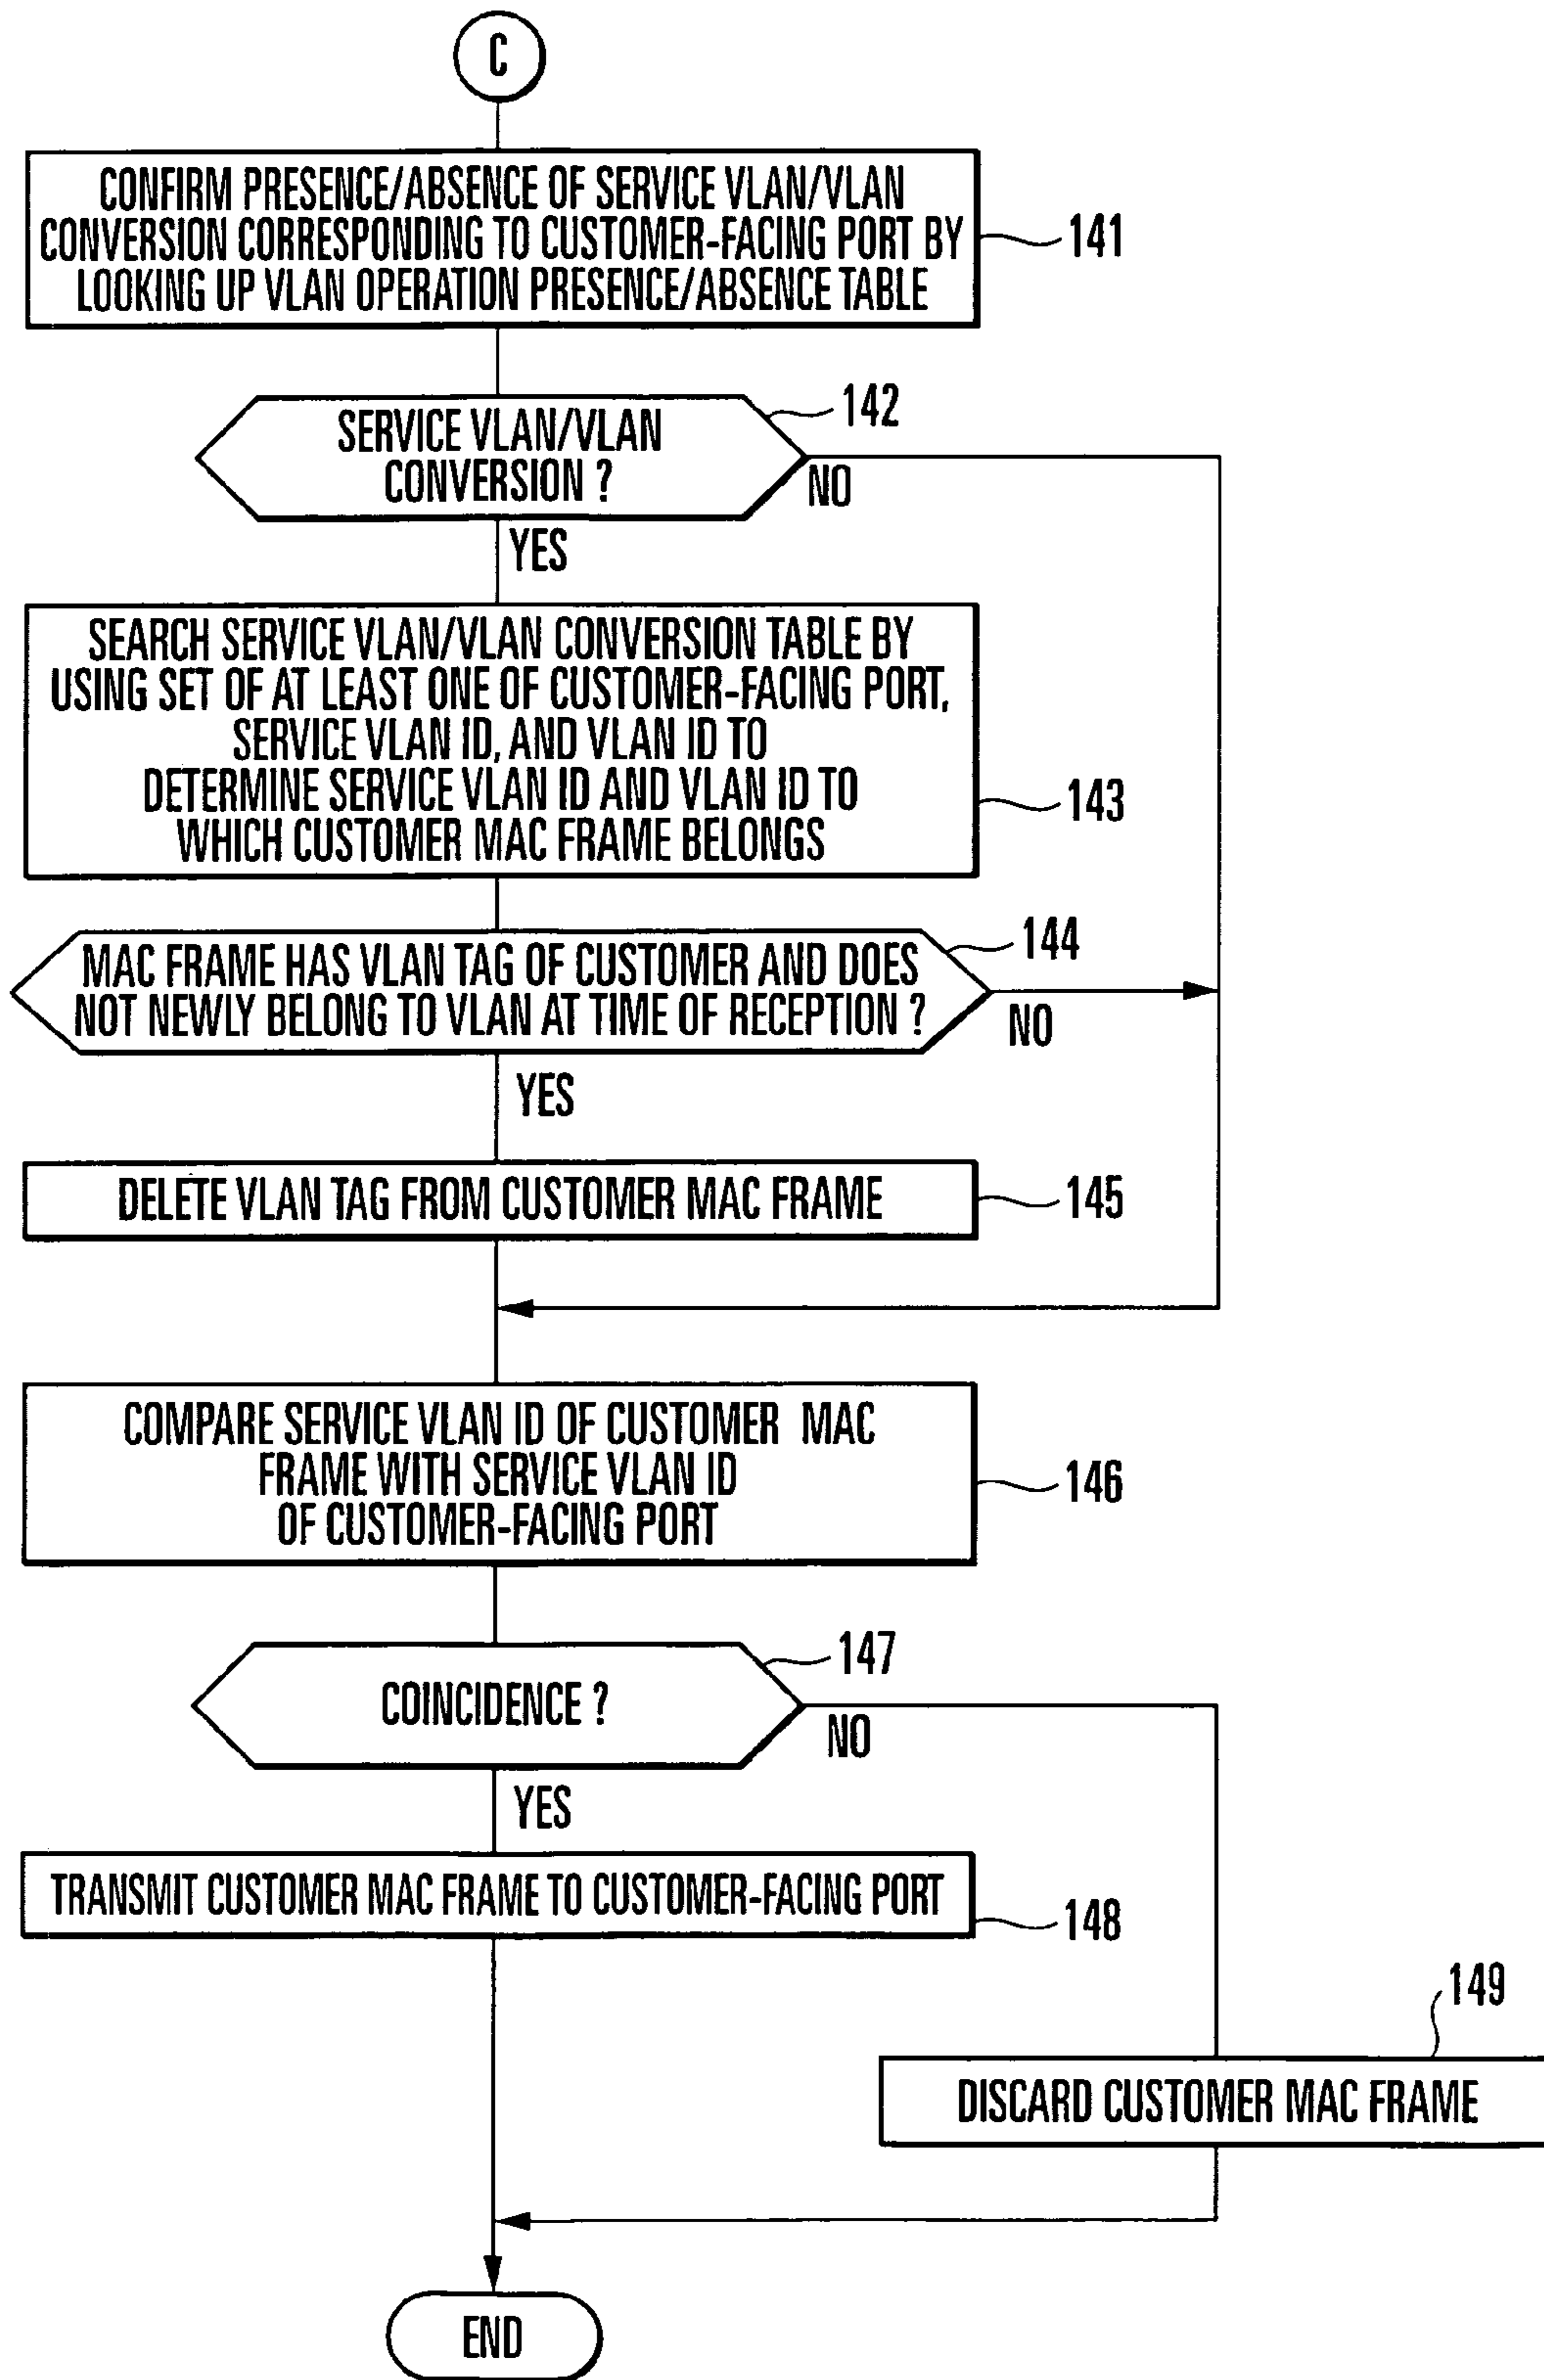 C
CONFIRM PRESENCE/ABSENCE OF SERVICE VLAN/VLAN
CONVERSION CORRESPONDING TO CUSTOMER-FACING PORT BY
LOOKING UP VLAN OPERATION PRESENCE/ABSENCE TABLE
141
SERVICE VLAN/VLAN
CONVERSION ?
142
NO
YES
SEARCH SERVICE VLAN/VLAN CONVERSION TABLE BY
USING SET OF AT LEAST ONE OF CUSTOMER-FACING PORT,
SERVICE VLAN ID, AND VLAN ID TO
DETERMINE SERVICE VLAN ID AND VLAN ID TO
WHICH CUSTOMER MAC FRAME BELONGS
143
MAC FRAME HAS VLAN TAG OF CUSTOMER AND DOES
NOT NEWLY BELONG TO VLAN AT TIME OF RECEPTION ?
144
NO
YES
DELETE VLAN TAG FROM CUSTOMER MAC FRAME
145
COMPARE SERVICE VLAN ID OF CUSTOMER MAC
FRAME WITH SERVICE VLAN ID
OF CUSTOMER-FACING PORT
146
COINCIDENCE ?
147
NO
YES
TRANSMIT CUSTOMER MAC FRAME TO CUSTOMER-FACING PORT
148
149
DISCARD CUSTOMER MAC FRAME
END